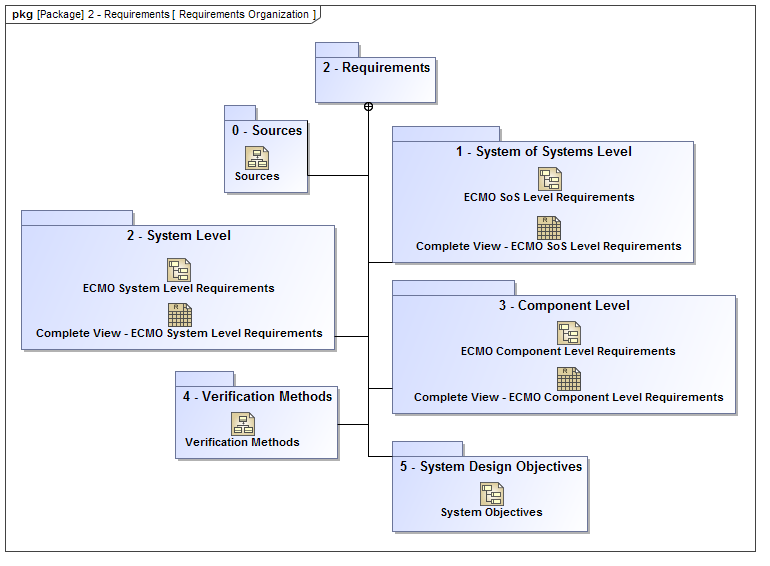 pkg [Package] 2 - Requirements [ Requirements Organization ]
2 - Requirements
0 - Sources
Sources
1 - System of Systems Level
ECMO SoS Level Requirements
R
Complete View - ECMO SoS Level Requirements
2 - System Level
ECMO System Level Requirements
R
Complete View - ECMO System Level Requirements
3 - Component Level
ECMO Component Level Requirements
R
Complete View - ECMO Component Level Requirements
4 - Verification Methods
Verification Methods
5 - System Design Objectives
System Objectives